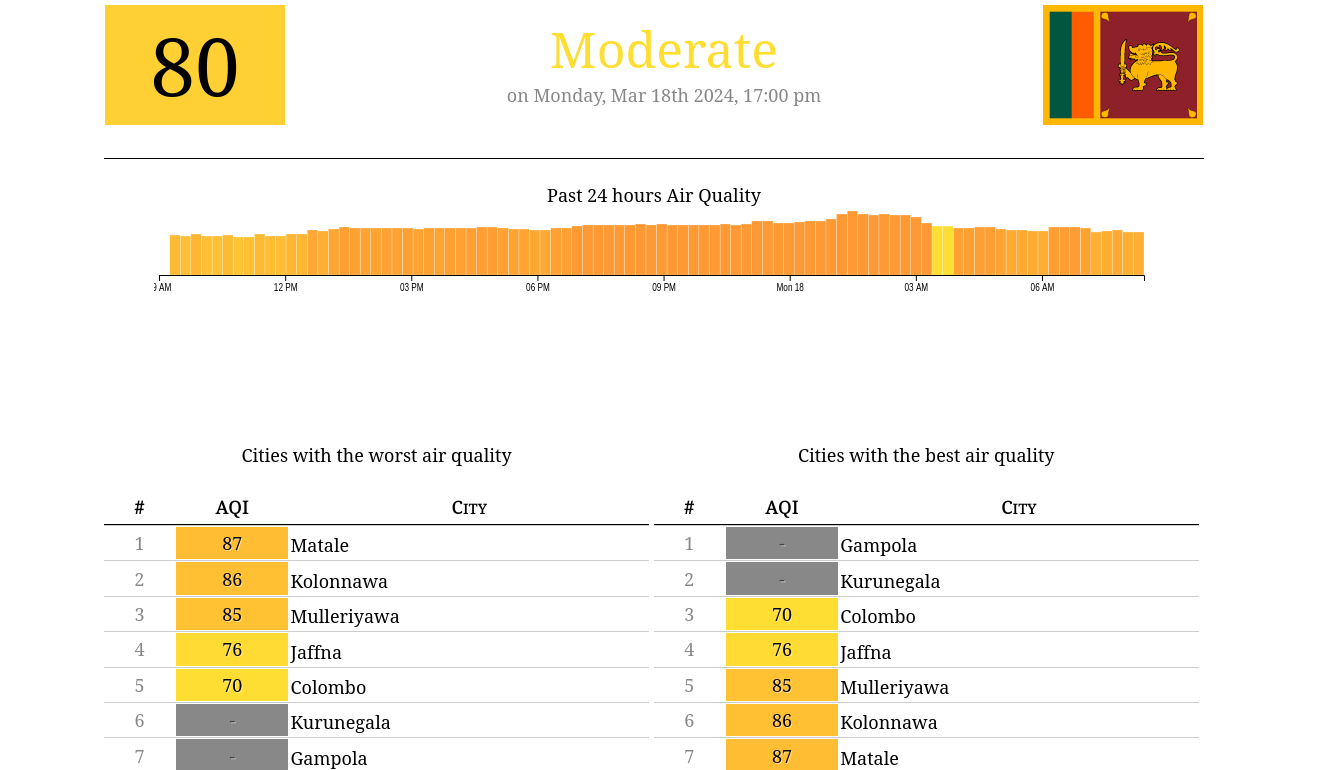 80
Moderate
on Monday, Mar 18th 2024, 17:00 pm
Past 24 hours Air Quality
9 AM 12 PM 03 PM 06 PM 09 PM Mon 18 03 AM 06 AM
Cities with the worst air quality
# AQI City
1 87 Matale
2 86 Kolonnawa
3 85 Mulleriyawa
4 76 Jaffna
5 70 Colombo
6 - Kurunegala
7 - Gampola
Cities with the best air quality
# AQI City
1 - Gampola
2 - Kurunegala
3 70 Colombo
4 76 Jaffna
5 85 Mulleriyawa
6 86 Kolonnawa
7 87 Matale